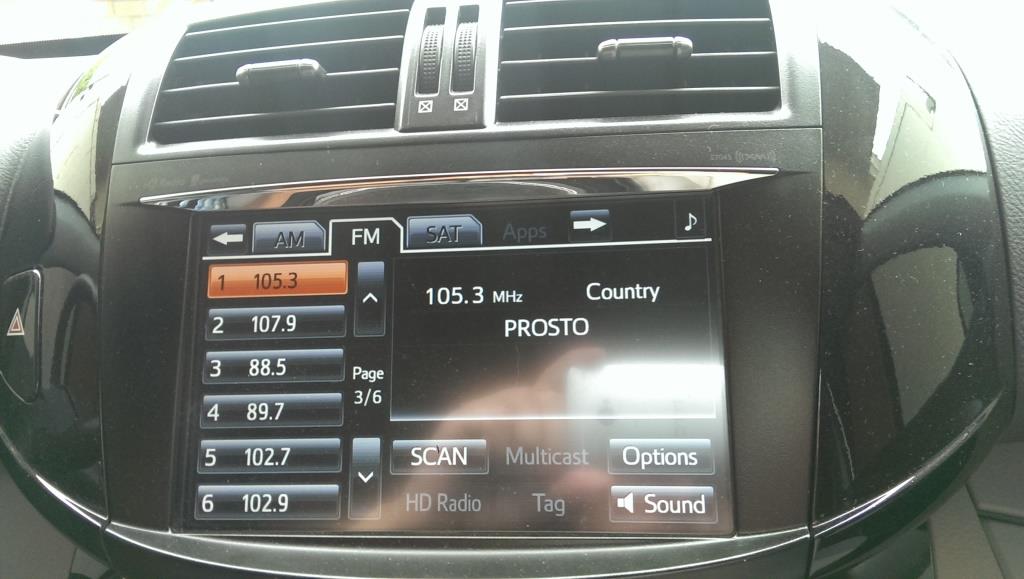 AM FM SAT Apps
1 105.3
2 107.9
3 88.5
4 89.7
5 102.7
6 102.9
Page
3/6
105.3 MHz Country
PROSTO
SCAN Multicast Options
HD Radio Tag Sound